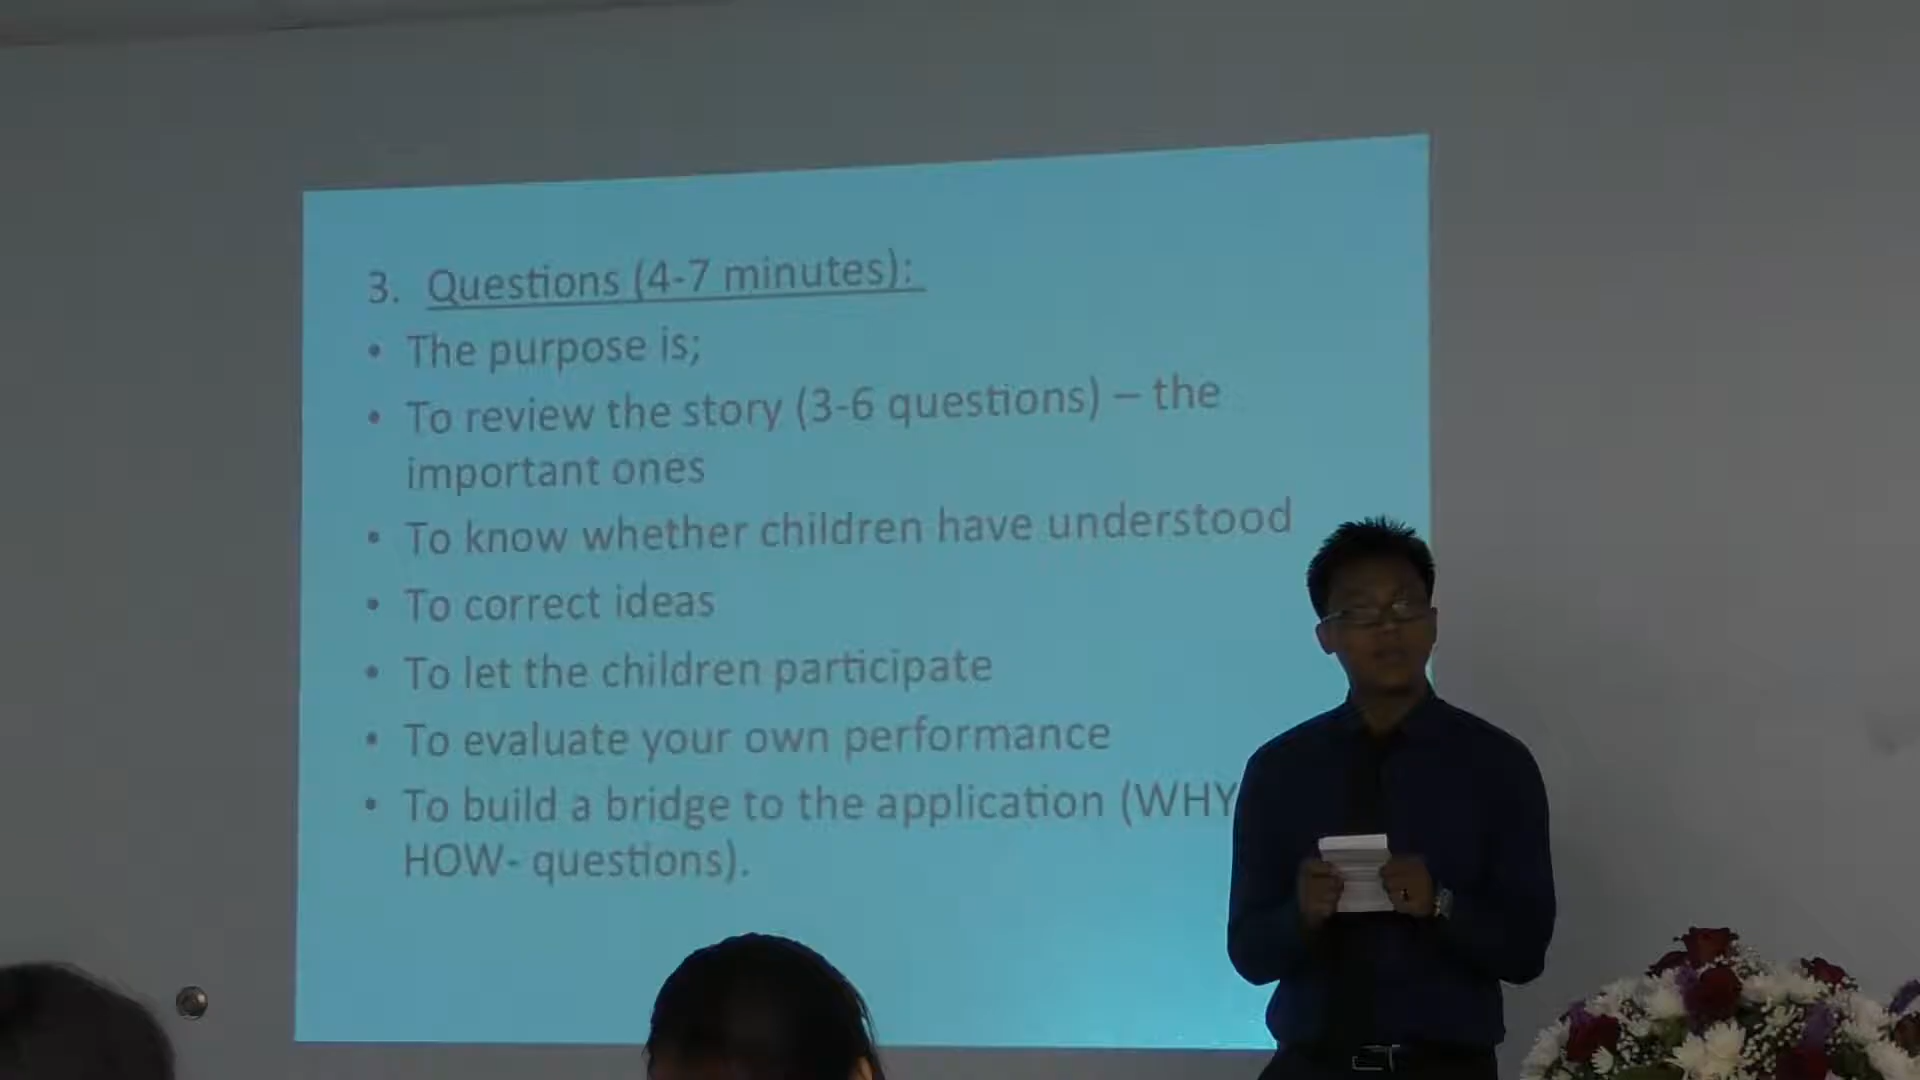 3. Questions (4-7 minutes):
• The purpose is;
• To review the story (3-6 questions) – the
important ones
• To know whether children have understood
• To correct ideas
• To let the children participate
• To evaluate your own performance
• To build a bridge to the application (WHY
HOW- questions).